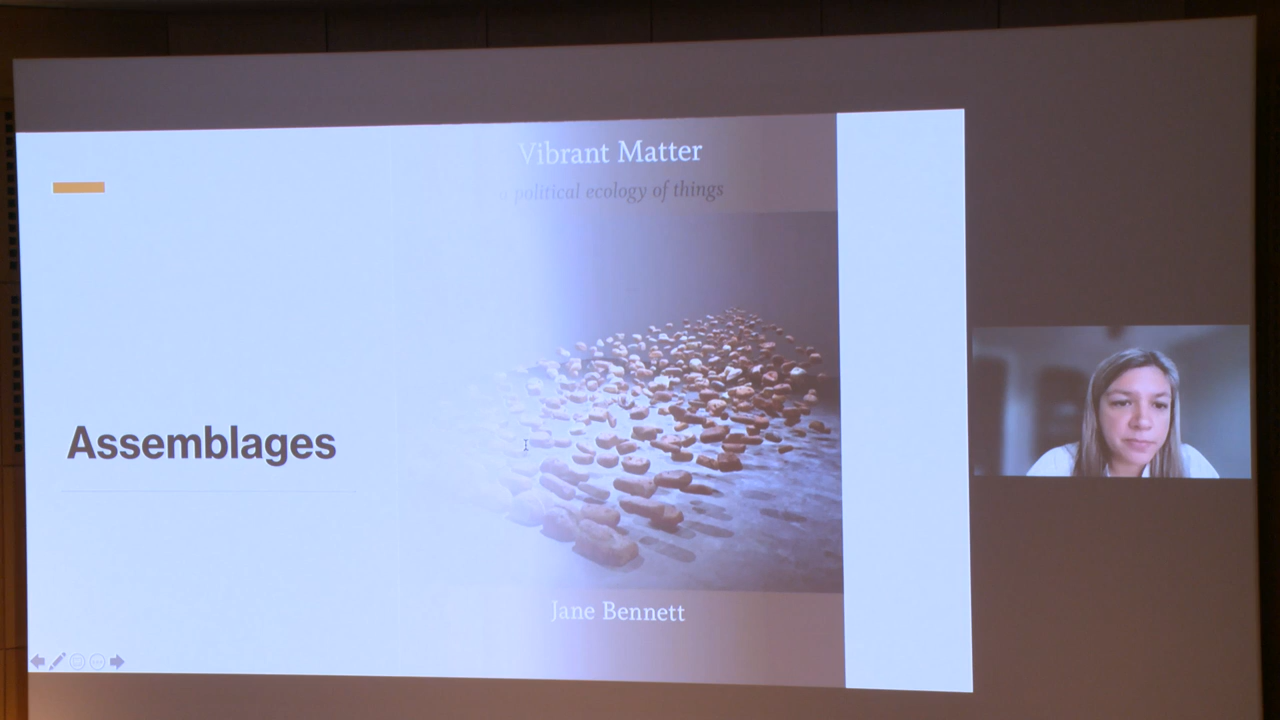 Vibrant Matter
a political ecology of things
Assemblages
Jane Bennett